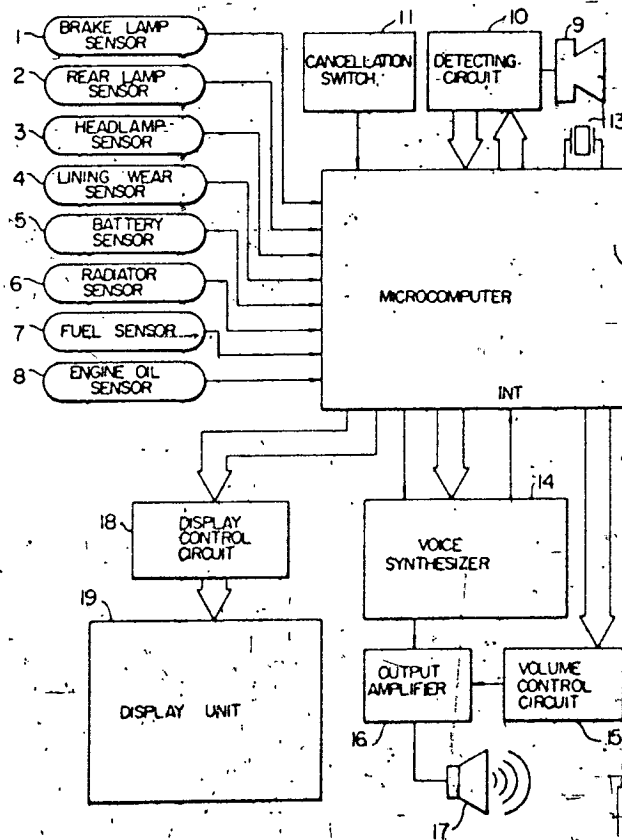 1
BRAKE LAMP
SENSOR
2
REAR LAMP
SENSOR
3
HEADLAMP
SENSOR
4
LINING WEAR
SENSOR
5
BATTERY
SENSOR
6
RADIATOR
SENSOR
7
FUEL SENSOR
8
ENGINE OIL
SENSOR
11
CANCELLATION
SWITCH
10
DETECTING
CIRCUIT
9
13
MICROCOMPUTER
INT
18
DISPLAY
CONTROL
CIRCUIT
14
VOICE
SYNTHESIZER
19
DISPLAY UNIT
OUTPUT
AMPLIFIER
16
VOLUME
CONTROL
CIRCUIT
15
17